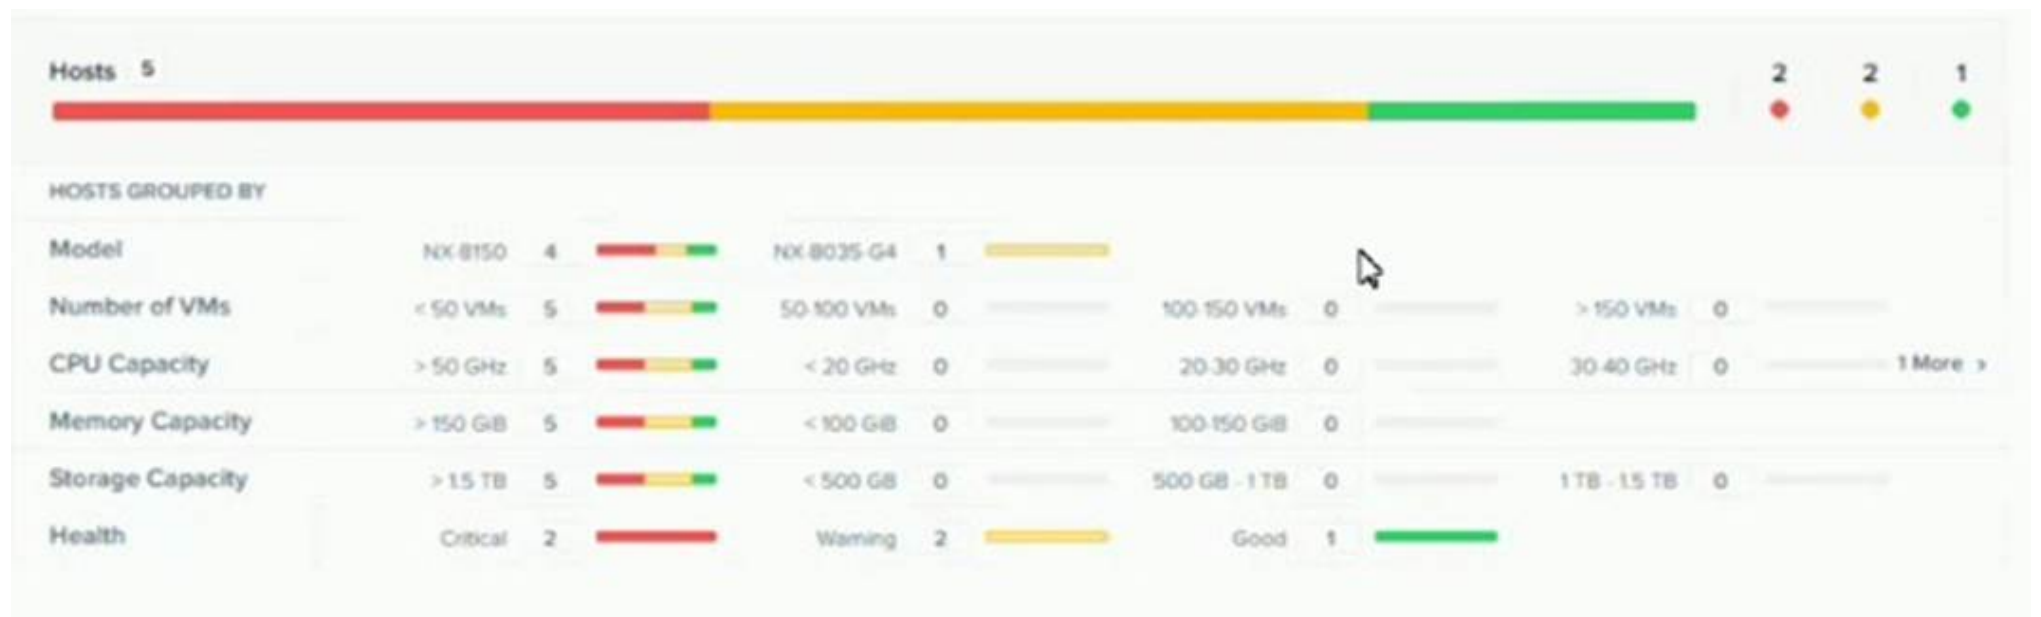 Hosts 5 2 2 1
HOSTS GROUPED BY
Model NX-8150 4 NX-8035-G4 1
Number of VMs < 50 VMs 5 50-100 VMs 0 100-150 VMs 0 > 150 VMs 0
CPU Capacity > 50 GHz 5 < 20 GHz 0 20-30 GHz 0 30-40 GHz 0 1 More >
Memory Capacity > 150 GiB 5 < 100 GiB 0 100-150 GiB 0
Storage Capacity > 1.5 TB 5 < 500 GB 0 500 GB - 1 TB 0 1 TB - 1.5 TB 0
Health Critical 2 Warning 2 Good 1